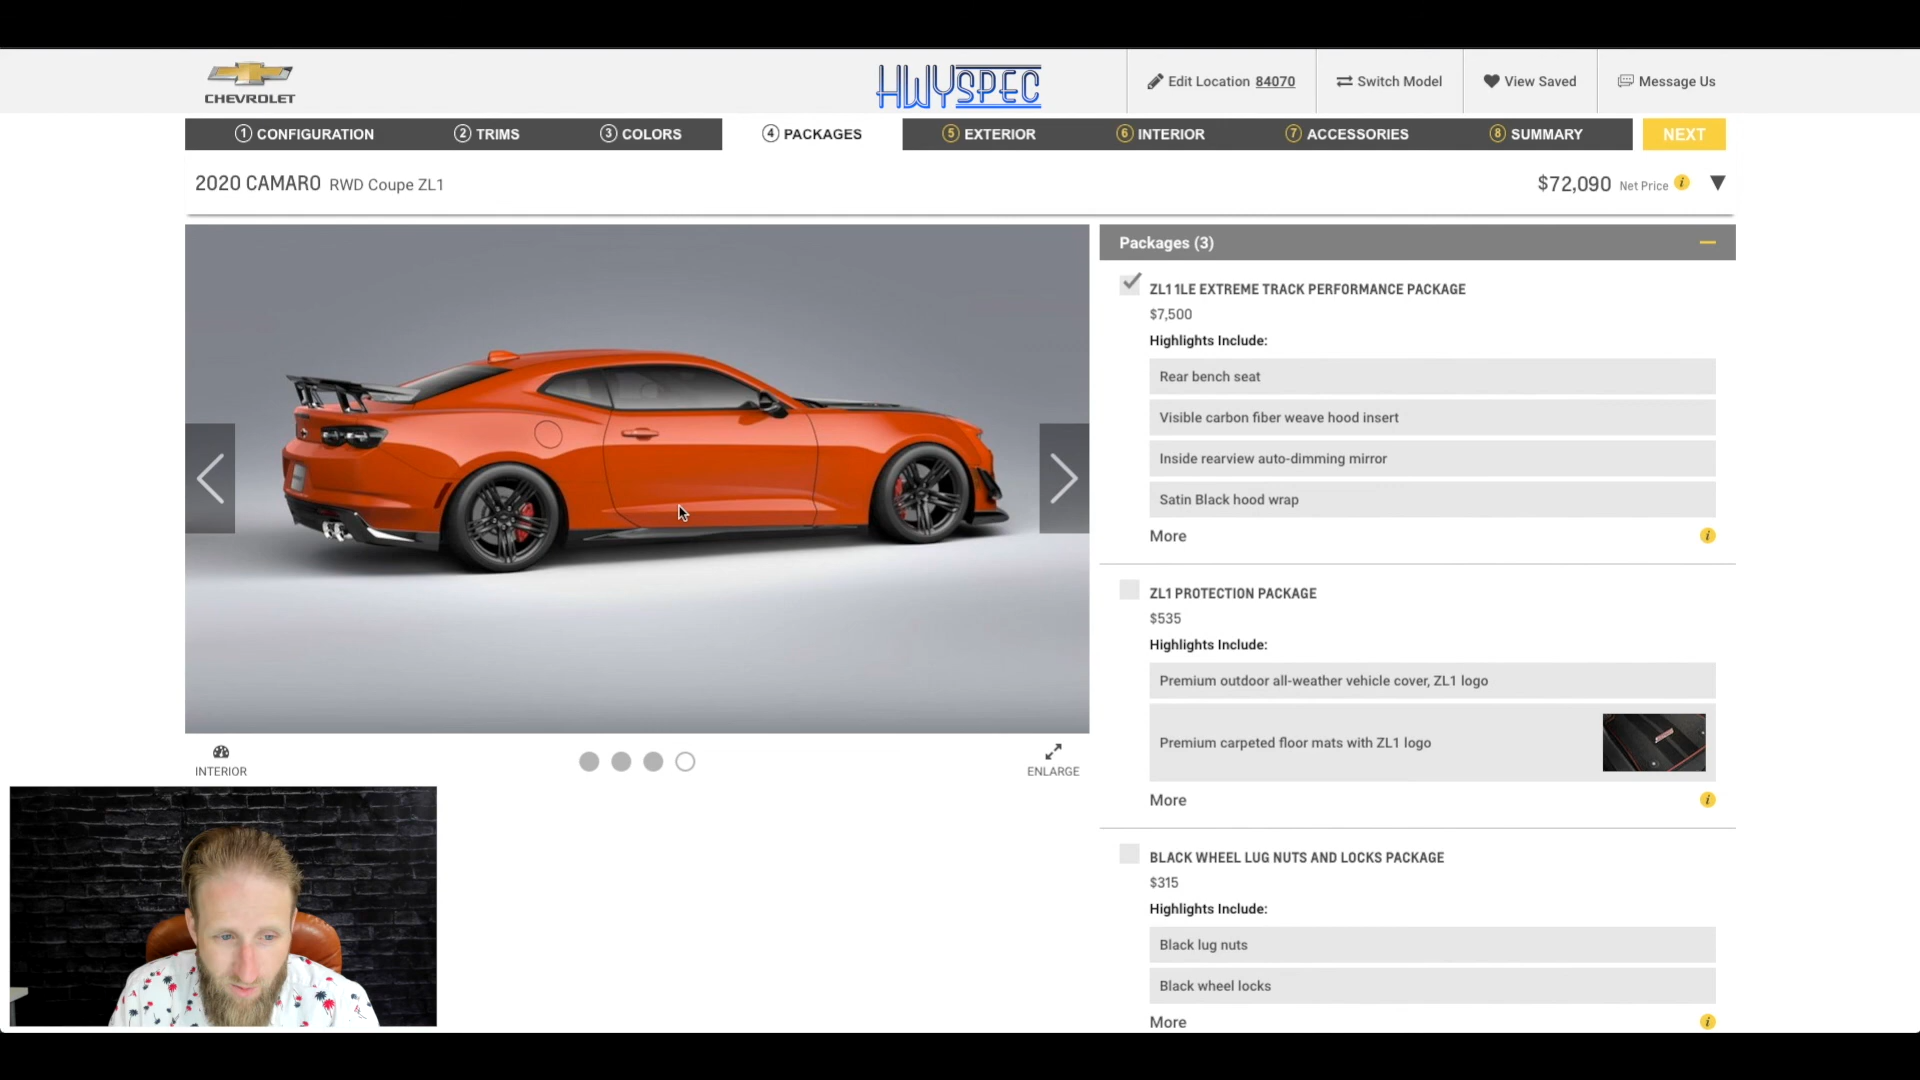 CHEVROLET
HWYSPEC
Edit Location 84070
Switch Model
View Saved
Message Us
1 CONFIGURATION
2 TRIMS
3 COLORS
4 PACKAGES
5 EXTERIOR
6 INTERIOR
7 ACCESSORIES
8 SUMMARY
NEXT
2020 CAMARO RWD Coupe ZL1
$72,090 Net Price i
Packages (3)
ZL1 1LE EXTREME TRACK PERFORMANCE PACKAGE
$7,500
Highlights Include:
Rear bench seat
Visible carbon fiber weave hood insert
Inside rearview auto-dimming mirror
Satin Black hood wrap
More i
ZL1 PROTECTION PACKAGE
$535
Highlights Include:
Premium outdoor all-weather vehicle cover, ZL1 logo
Premium carpeted floor mats with ZL1 logo
More i
BLACK WHEEL LUG NUTS AND LOCKS PACKAGE
$315
Highlights Include:
Black lug nuts
Black wheel locks
More i
INTERIOR
ENLARGE